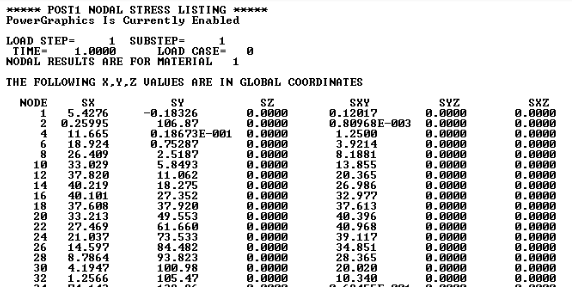 ***** POST1 NODAL STRESS LISTING *****
PowerGraphics Is Currently Enabled
LOAD STEP= 1 SUBSTEP= 1
TIME= 1.0000 LOAD CASE= 0
NODAL RESULTS ARE FOR MATERIAL 1
THE FOLLOWING X,Y,Z VALUES ARE IN GLOBAL COORDINATES
NODE SX SY SZ SXY SYZ SXZ
1 5.4276 -0.18326 0.0000 0.12017 0.0000 0.0000
2 0.25995 106.87 0.0000 0.80968E-003 0.0000 0.0000
4 11.665 0.18673E-001 0.0000 1.2500 0.0000 0.0000
6 18.924 0.75287 0.0000 3.9214 0.0000 0.0000
8 26.409 2.5187 0.0000 8.1881 0.0000 0.0000
10 33.029 5.8493 0.0000 13.855 0.0000 0.0000
12 37.820 11.062 0.0000 20.365 0.0000 0.0000
14 40.219 18.275 0.0000 26.986 0.0000 0.0000
16 40.101 27.352 0.0000 32.977 0.0000 0.0000
18 37.608 37.920 0.0000 37.613 0.0000 0.0000
20 33.213 49.553 0.0000 40.396 0.0000 0.0000
22 27.469 61.660 0.0000 40.968 0.0000 0.0000
24 21.037 73.533 0.0000 39.117 0.0000 0.0000
26 14.597 84.482 0.0000 34.851 0.0000 0.0000
28 8.7864 93.823 0.0000 28.365 0.0000 0.0000
30 4.1947 100.98 0.0000 20.020 0.0000 0.0000
32 1.2566 105.47 0.0000 10.340 0.0000 0.0000